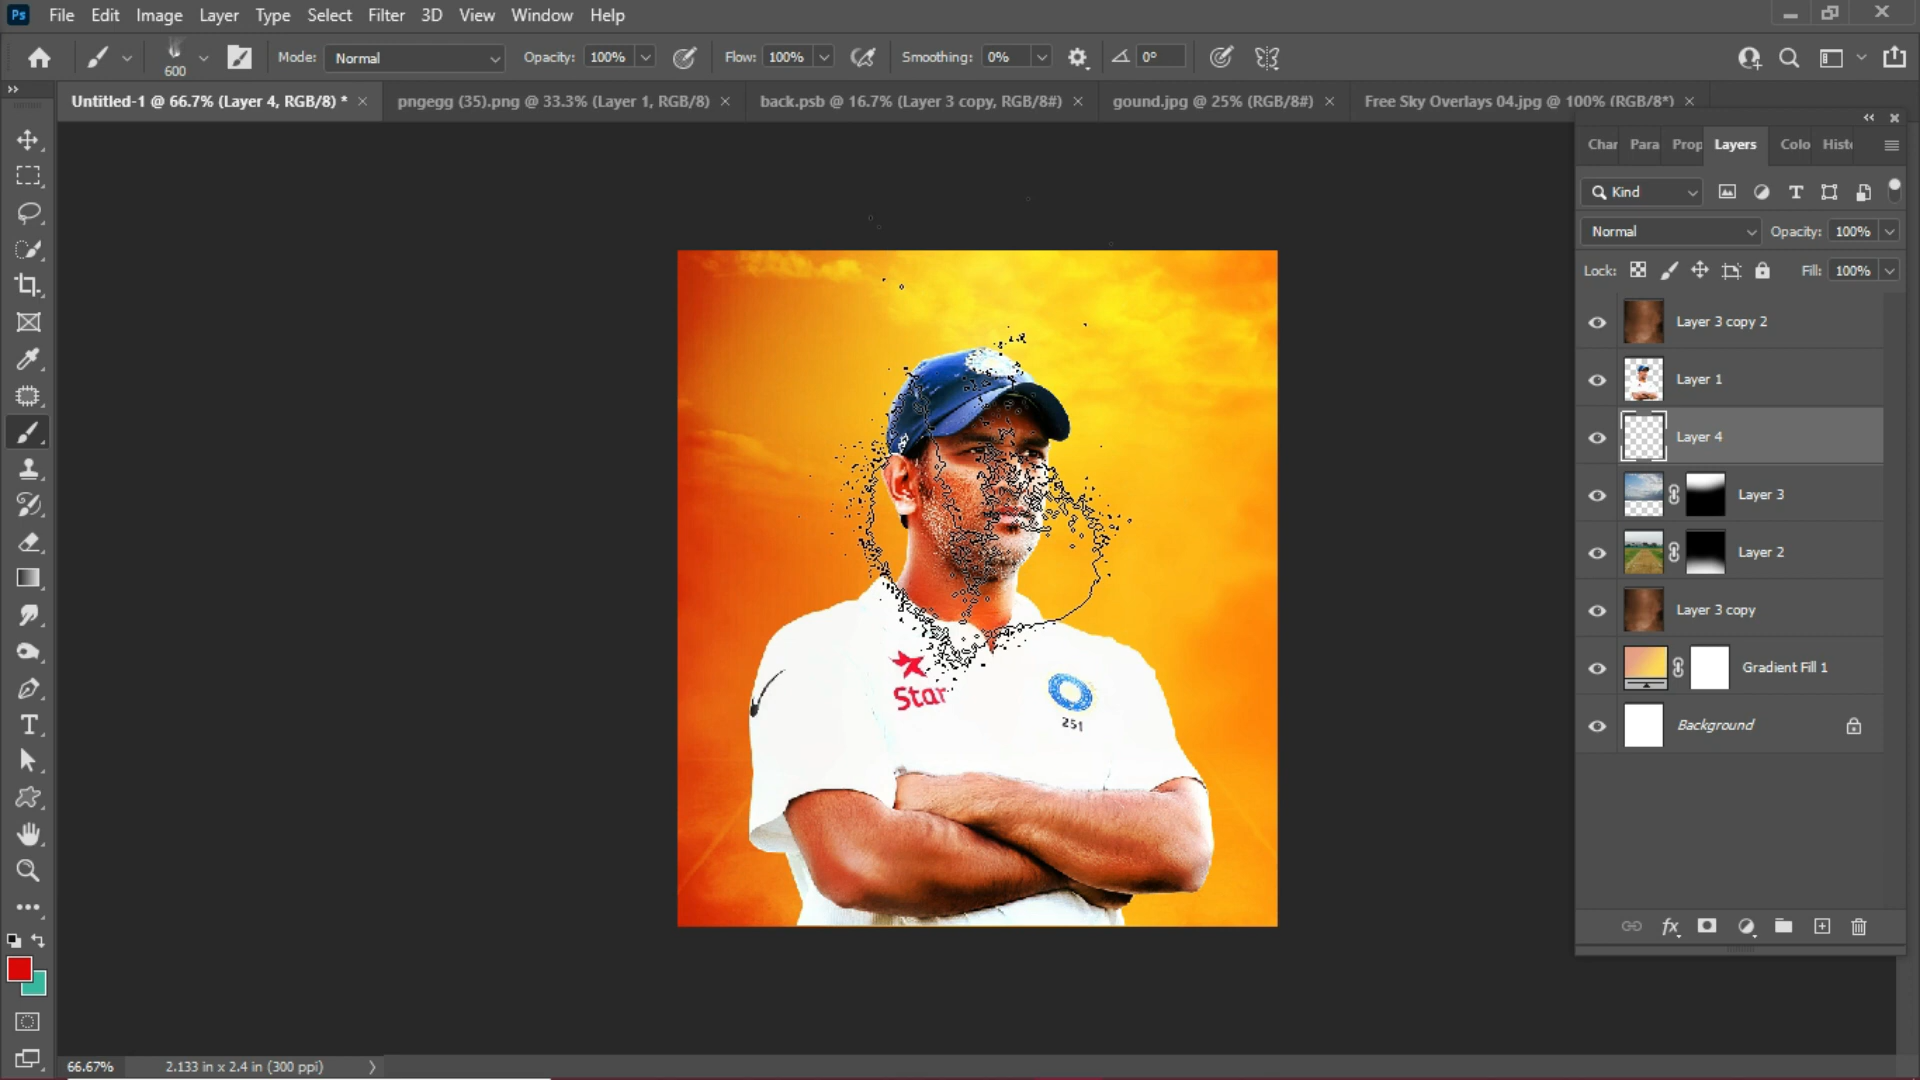 Ps File Edit Image Layer Type Select Filter 3D View Window Help
600 Mode: Normal Opacity: 100% Flow: 100% Smoothing: 0% 0°
Untitled-1 @ 66.7% (Layer 4, RGB/8) * pngegg (35).png @ 33.3% (Layer 1, RGB/8) back.psb @ 16.7% (Layer 3 copy, RGB/8#) gound.jpg @ 25% (RGB/8#) Free Sky Overlays 04.jpg @ 100% (RGB/8*)
Char Para Prop Layers Colo Histo
Kind
Normal Opacity: 100%
Lock: Fill: 100%
Layer 3 copy 2
Layer 1
Layer 4
Layer 3
Layer 2
Layer 3 copy
Gradient Fill 1
Background
Star
251
66.67% 2.133 in x 2.4 in (300 ppi)